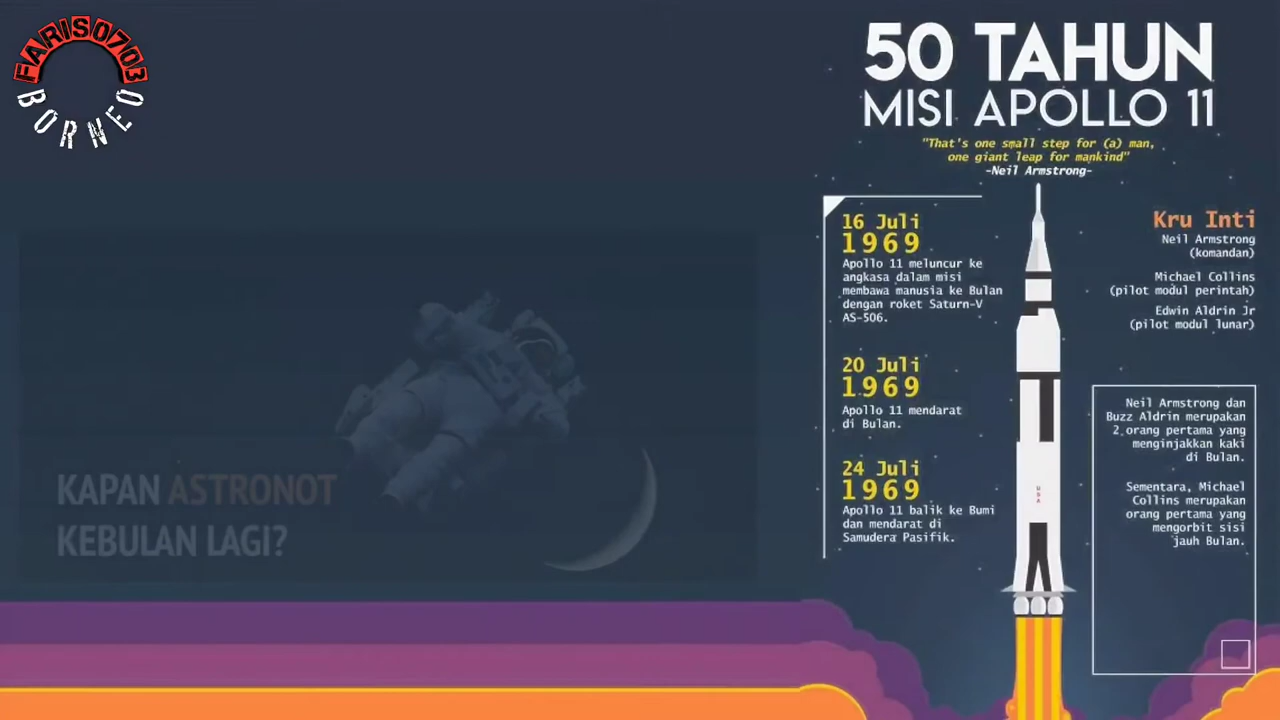 FARIS0703
BORNEO
50 TAHUN
MISI APOLLO 11
"That's one small step for (a) man,
one giant leap for mankind"
-Neil Armstrong-
16 Juli
1969
Apollo 11 meluncur ke
angkasa dalam misi
membawa manusia ke Bulan
dengan roket Saturn-V
AS-506.
20 Juli
1969
Apollo 11 mendarat
di Bulan.
24 Juli
1969
Apollo 11 balik ke Bumi
dan mendarat di
Samudera Pasifik.
USA
Kru Inti
Neil Armstrong
(komandan)
Michael Collins
(pilot modul perintah)
Edwin Aldrin Jr
(pilot modul lunar)
Neil Armstrong dan
Buzz Aldrin merupakan
2 orang pertama yang
menginjakkan kaki
di Bulan.
Sementara, Michael
Collins merupakan
orang pertama yang
mengorbit sisi
jauh Bulan.
KAPAN ASTRONOT
KEBULAN LAGI?